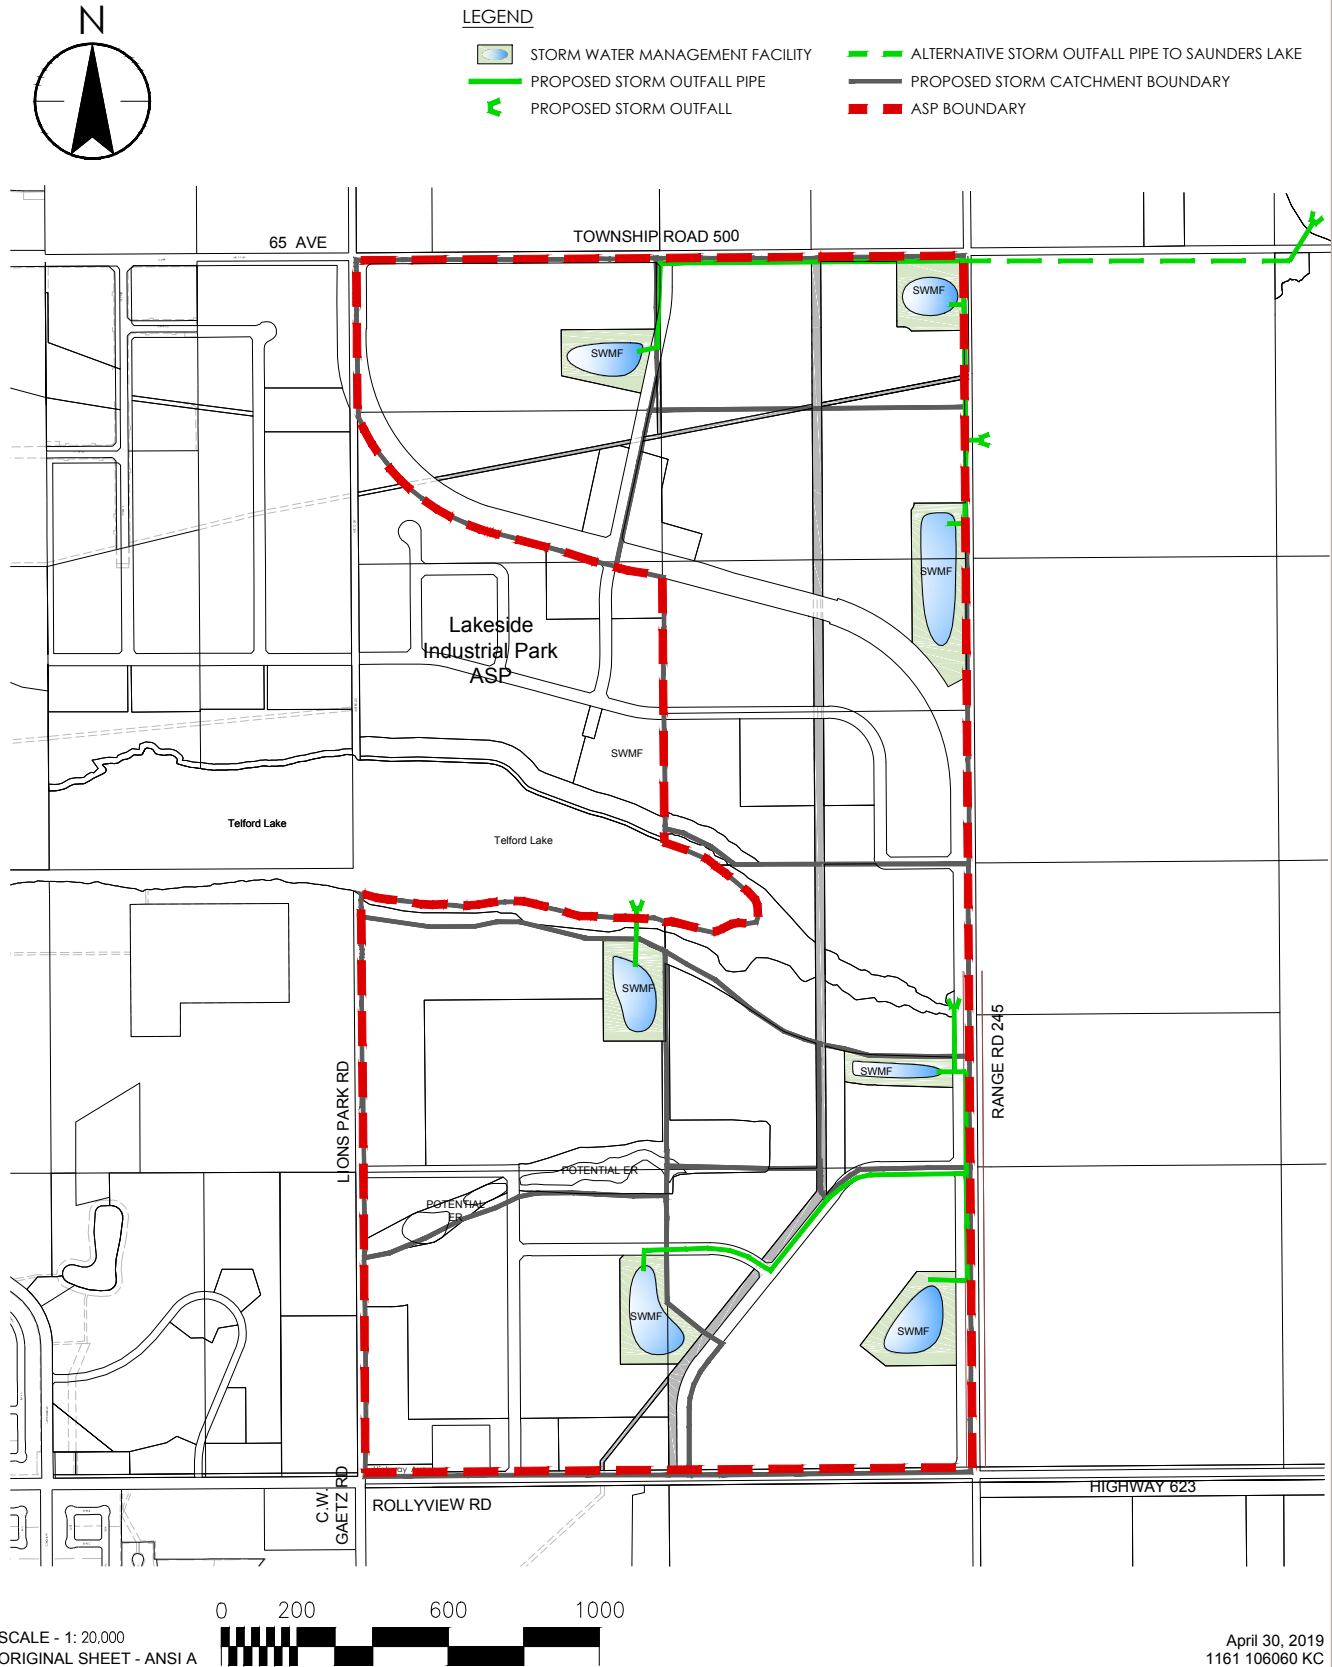 N
LEGEND
STORM WATER MANAGEMENT FACILITY
PROPOSED STORM OUTFALL PIPE
PROPOSED STORM OUTFALL
ALTERNATIVE STORM OUTFALL PIPE TO SAUNDERS LAKE
PROPOSED STORM CATCHMENT BOUNDARY
ASP BOUNDARY
65 AVE
TOWNSHIP ROAD 500
SWMF
SWMF
SWMF
Lakeside
Industrial Park
ASP
SWMF
Telford Lake
Telford Lake
SWMF
SWMF
RANGE RD 245
LIONS PARK RD
POTENTIAL ER
POTENTIAL
ER
SWMF
SWMF
C.W.
GAETZ RD
ROLLYVIEW RD
HIGHWAY 623
0 200 600 1000
SCALE - 1: 20,000
ORIGINAL SHEET - ANSI A
April 30, 2019
1161 106060 KC